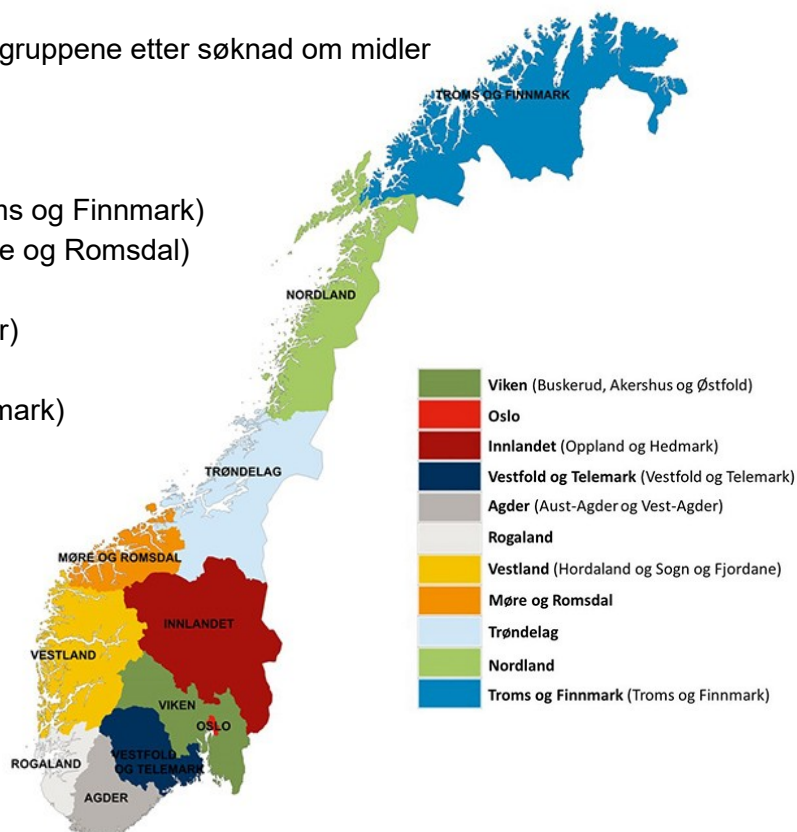 gruppene etter søknad om midler
ns og Finnmark)
e og Romsdal)
r)
mark)
TROMS OG FINNMARK
NORDLAND
TRØNDELAG
MØRE OG ROMSDAL
INNLANDET
VESTLAND
VIKEN
OSLO
VESTFOLD
OG TELEMARK
ROGALAND
AGDER
Viken (Buskerud, Akershus og Østfold)
Oslo
Innlandet (Oppland og Hedmark)
Vestfold og Telemark (Vestfold og Telemark)
Agder (Aust-Agder og Vest-Agder)
Rogaland
Vestland (Hordaland og Sogn og Fjordane)
Møre og Romsdal
Trøndelag
Nordland
Troms og Finnmark (Troms og Finnmark)